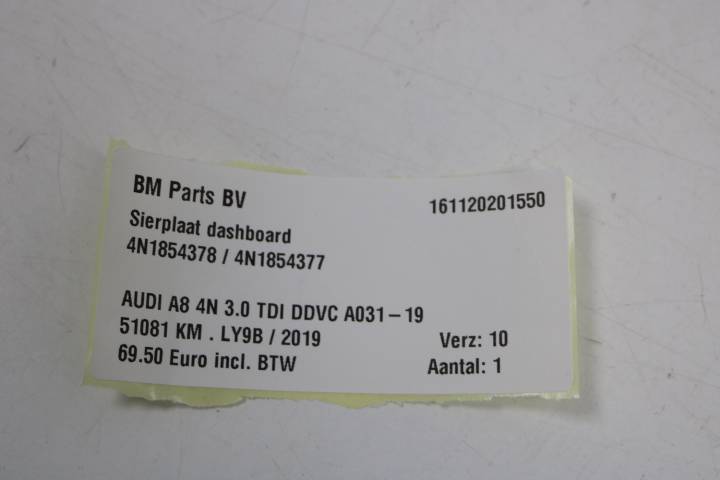 BM Parts BV 161120201550
Sierplaat dashboard
4N1854378 / 4N1854377
AUDI A8 4N 3.0 TDI DDVC A031-19
51081 KM . LY9B / 2019 Verz: 10
69.50 Euro incl. BTW Aantal: 1